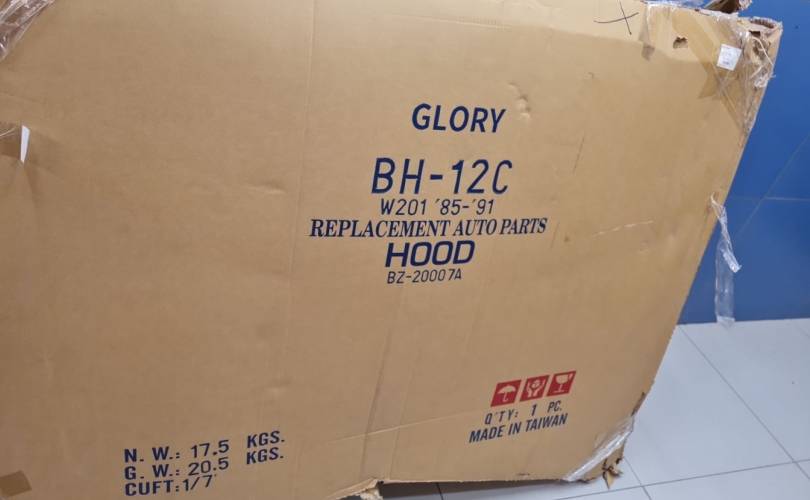 GLORY
BH-12C
W201 '85-'91
REPLACEMENT AUTO PARTS
HOOD
BZ-20007A
Q'TY: 1 PC.
MADE IN TAIWAN
N. W.: 17.5 KGS.
G. W.: 20.5 KGS.
CUFT: 1/7'